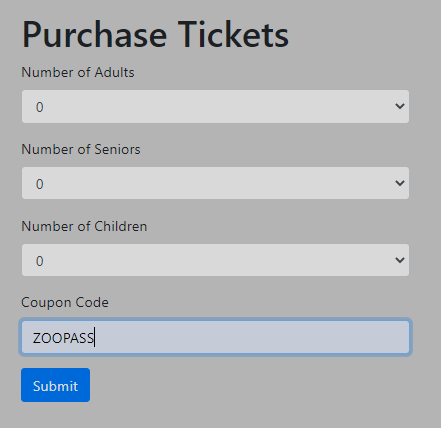 Purchase Tickets
Number of Adults
0
Number of Seniors
0
Number of Children
0
Coupon Code
ZOOPASS
Submit